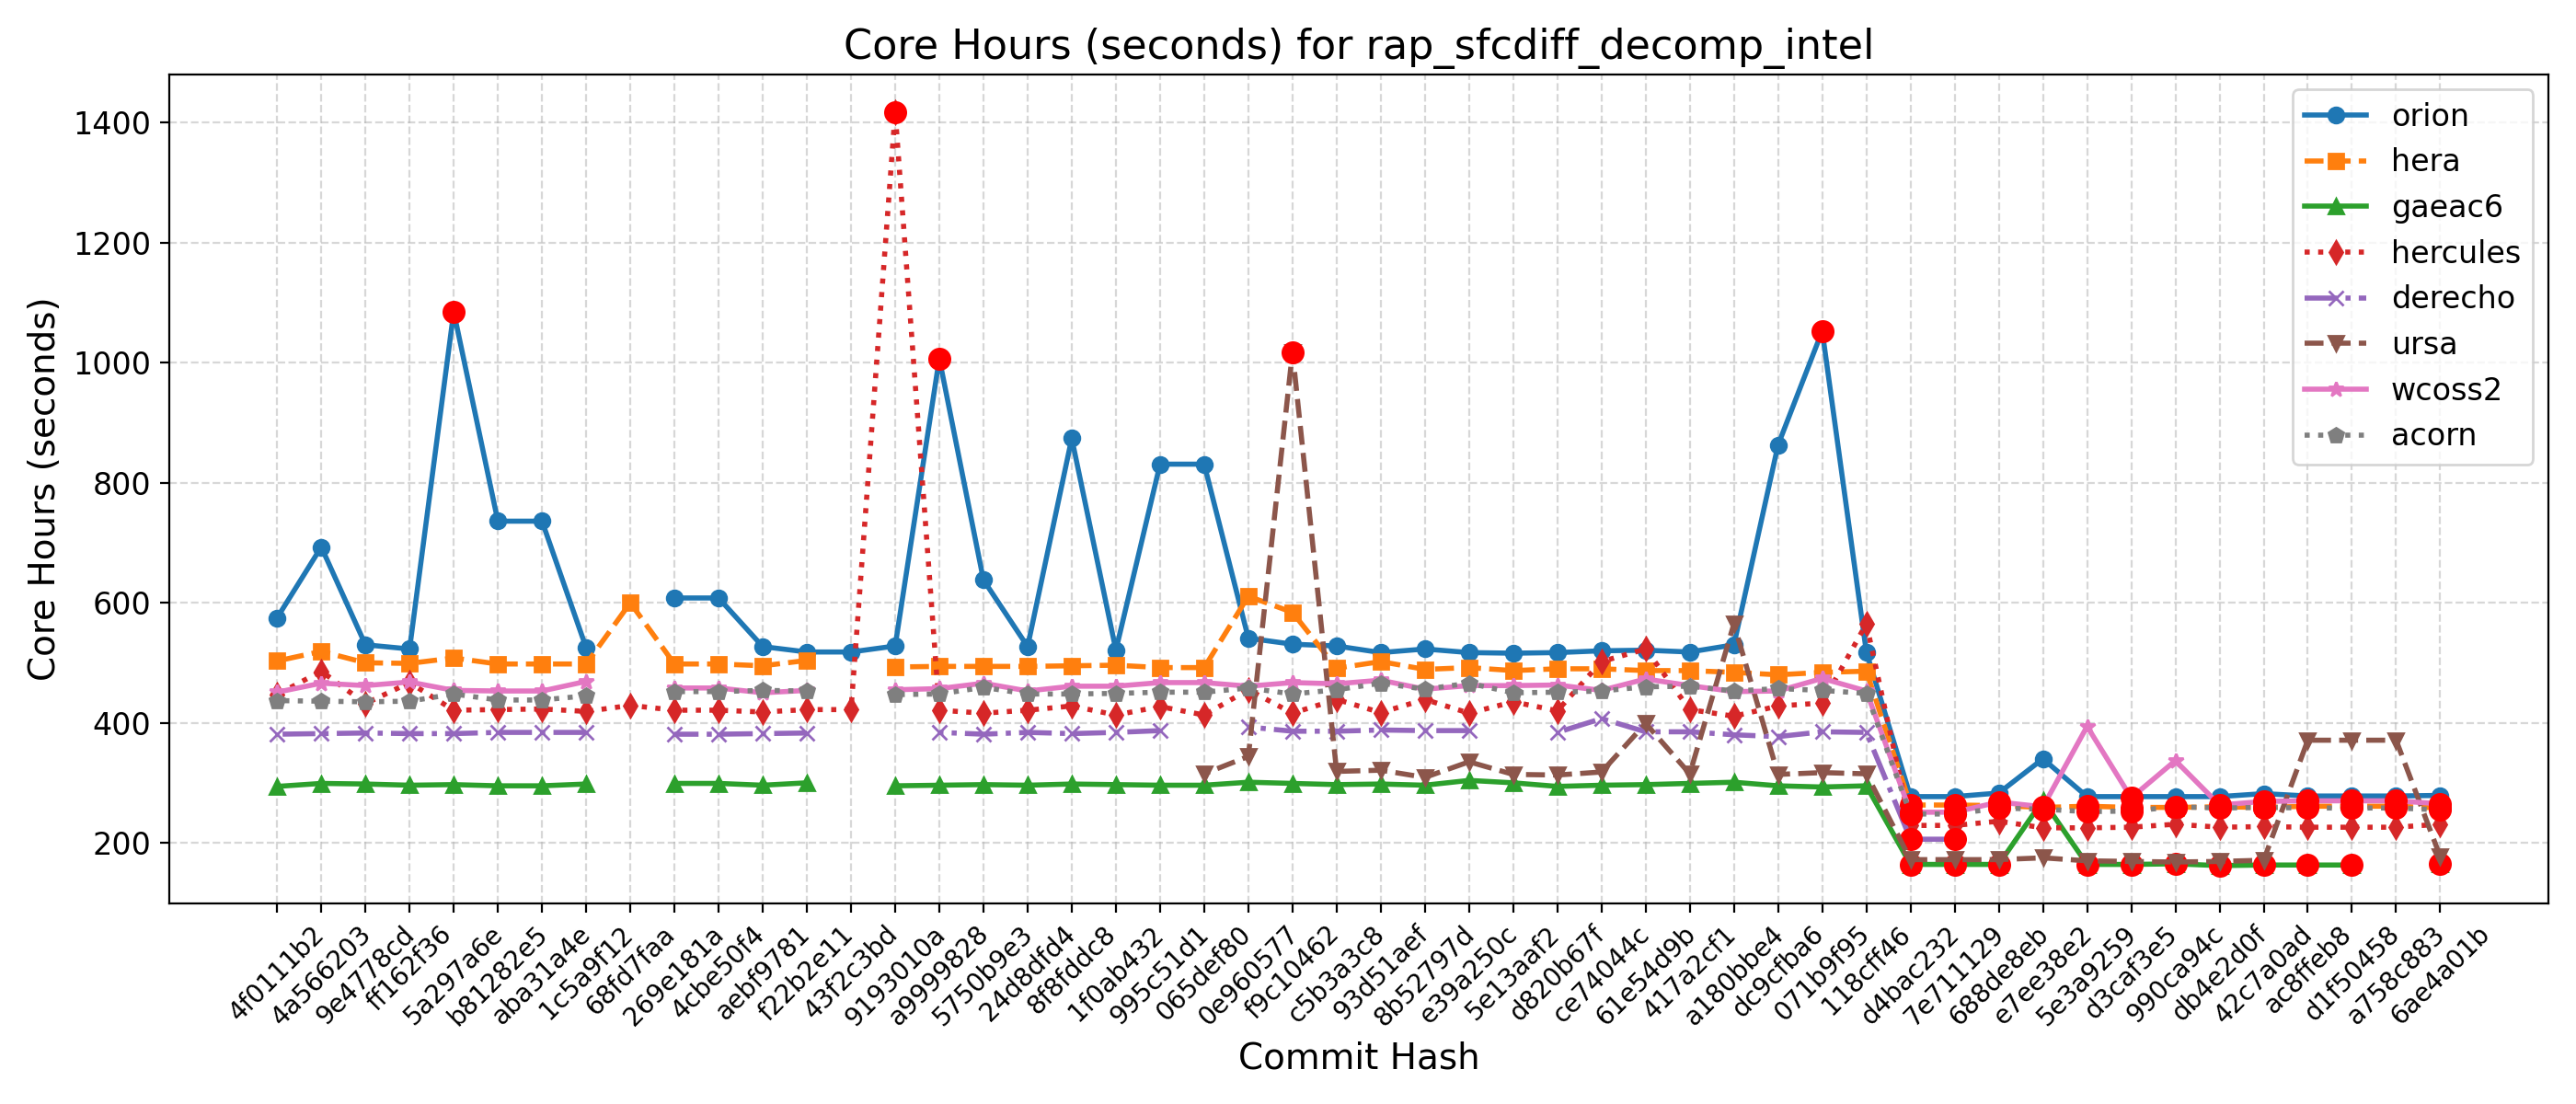 Core Hours (seconds) for rap_sfcdiff_decomp_intel
Core Hours (seconds)
1400
1200
1000
800
600
400
200
orion
hera
gaeac6
hercules
derecho
ursa
wcoss2
acorn
4f0111b2
4a566203
9e4778cd
ff162f36
5a297a6e
b81282e5
aba31a4e
1c5a9f12
68fd7faa
269e181a
4cbe50f4
aebf9781
f22b2e11
43f2c3bd
9193010a
a9999828
5750b9e3
24d8dfd4
8f8fddc8
1f0ab432
995c51d1
065def80
0e960577
f9c10462
c5b3a3c8
93d51aef
8b52797d
e39a250c
5e13aaf2
d820b67f
ce74044c
61e54d9b
417a2cf1
a180bbe4
dc9cfba6
071b9f95
118cff46
d4bac232
7e711129
688de8eb
e7ee38e2
5e3a9259
d3caf3e5
990ca94c
db4e2d0f
42c7a0ad
ac8ffeb8
d1f50458
a758c883
6ae4a01b
Commit Hash